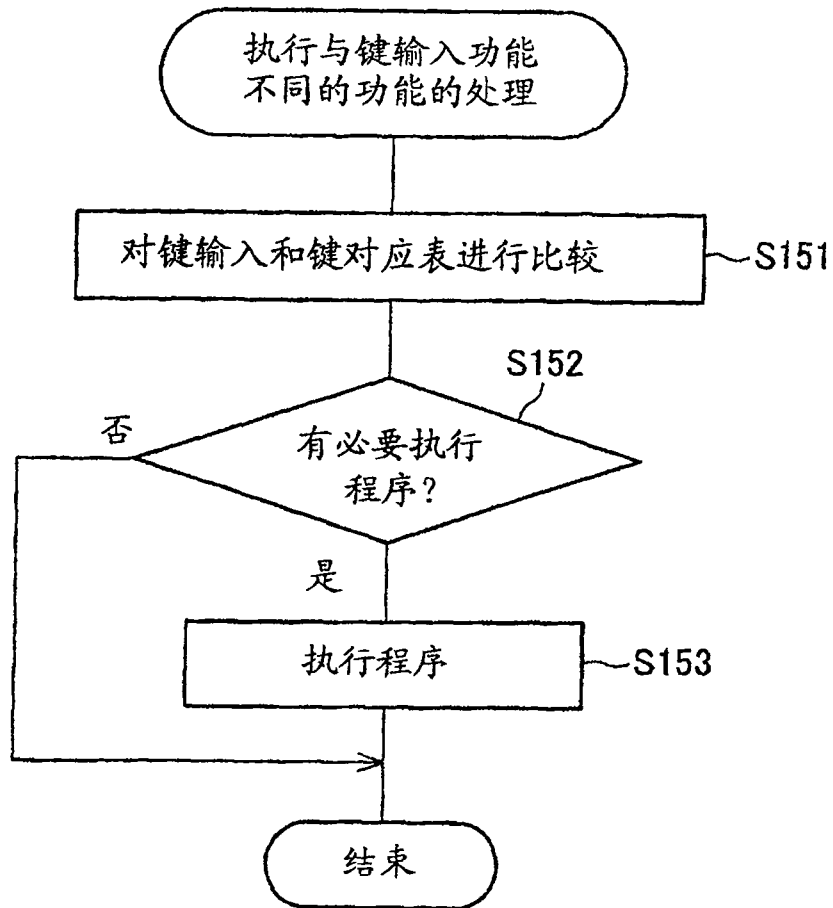 执行与键输入功能
不同的功能的处理
对键输入和键对应表进行比较
S151
S152
否
有必要执行
程序?
是
执行程序
S153
结束